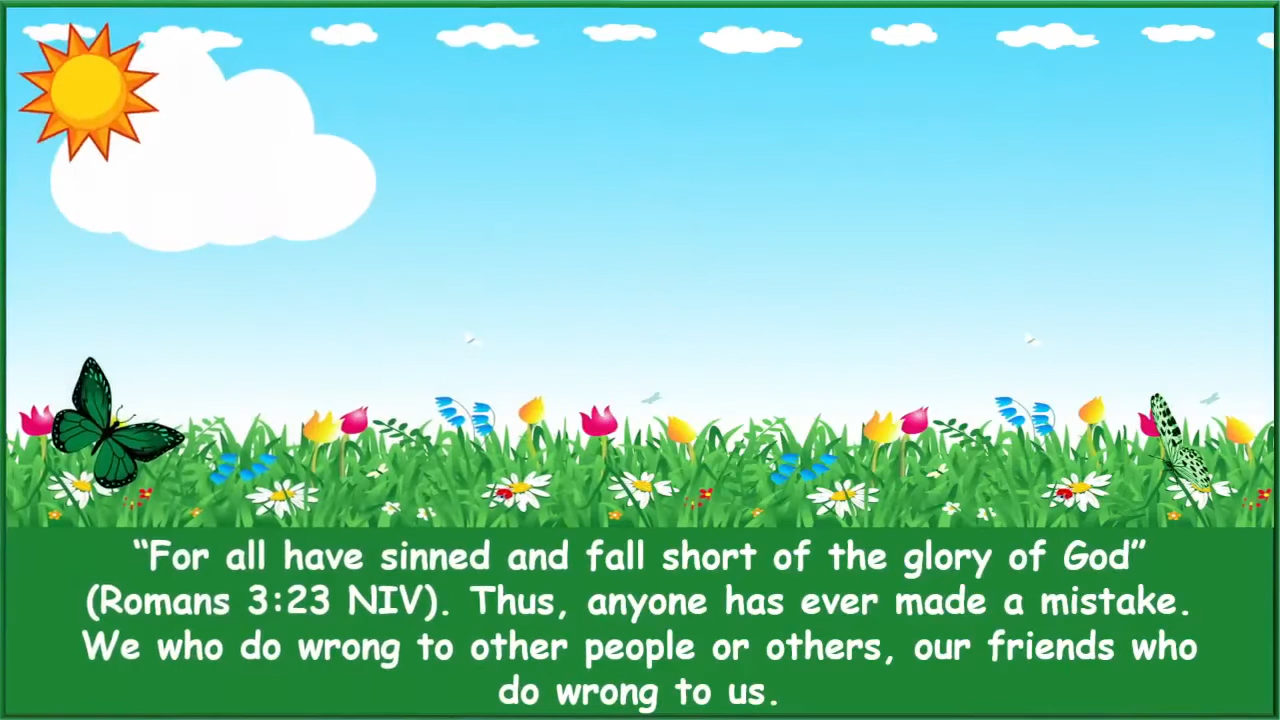 “For all have sinned and fall short of the glory of God”
(Romans 3:23 NIV). Thus, anyone has ever made a mistake.
We who do wrong to other people or others, our friends who
do wrong to us.